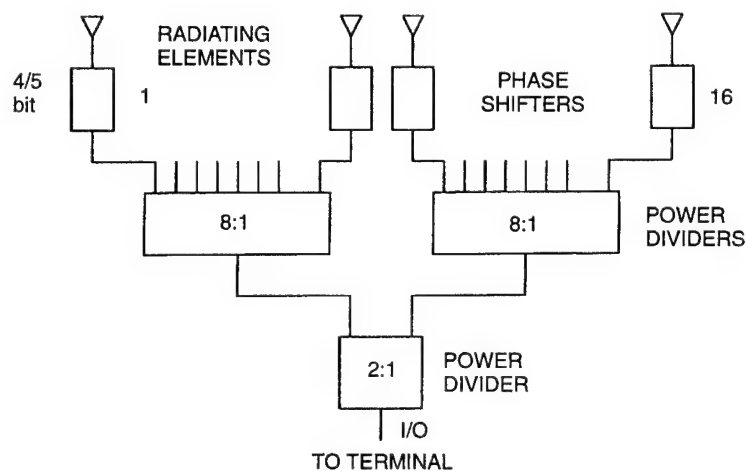 RADIATING
ELEMENTS
4/5
bit
1
PHASE
SHIFTERS
16
8:1
8:1
POWER
DIVIDERS
2:1
POWER
DIVIDER
I/O
TO TERMINAL